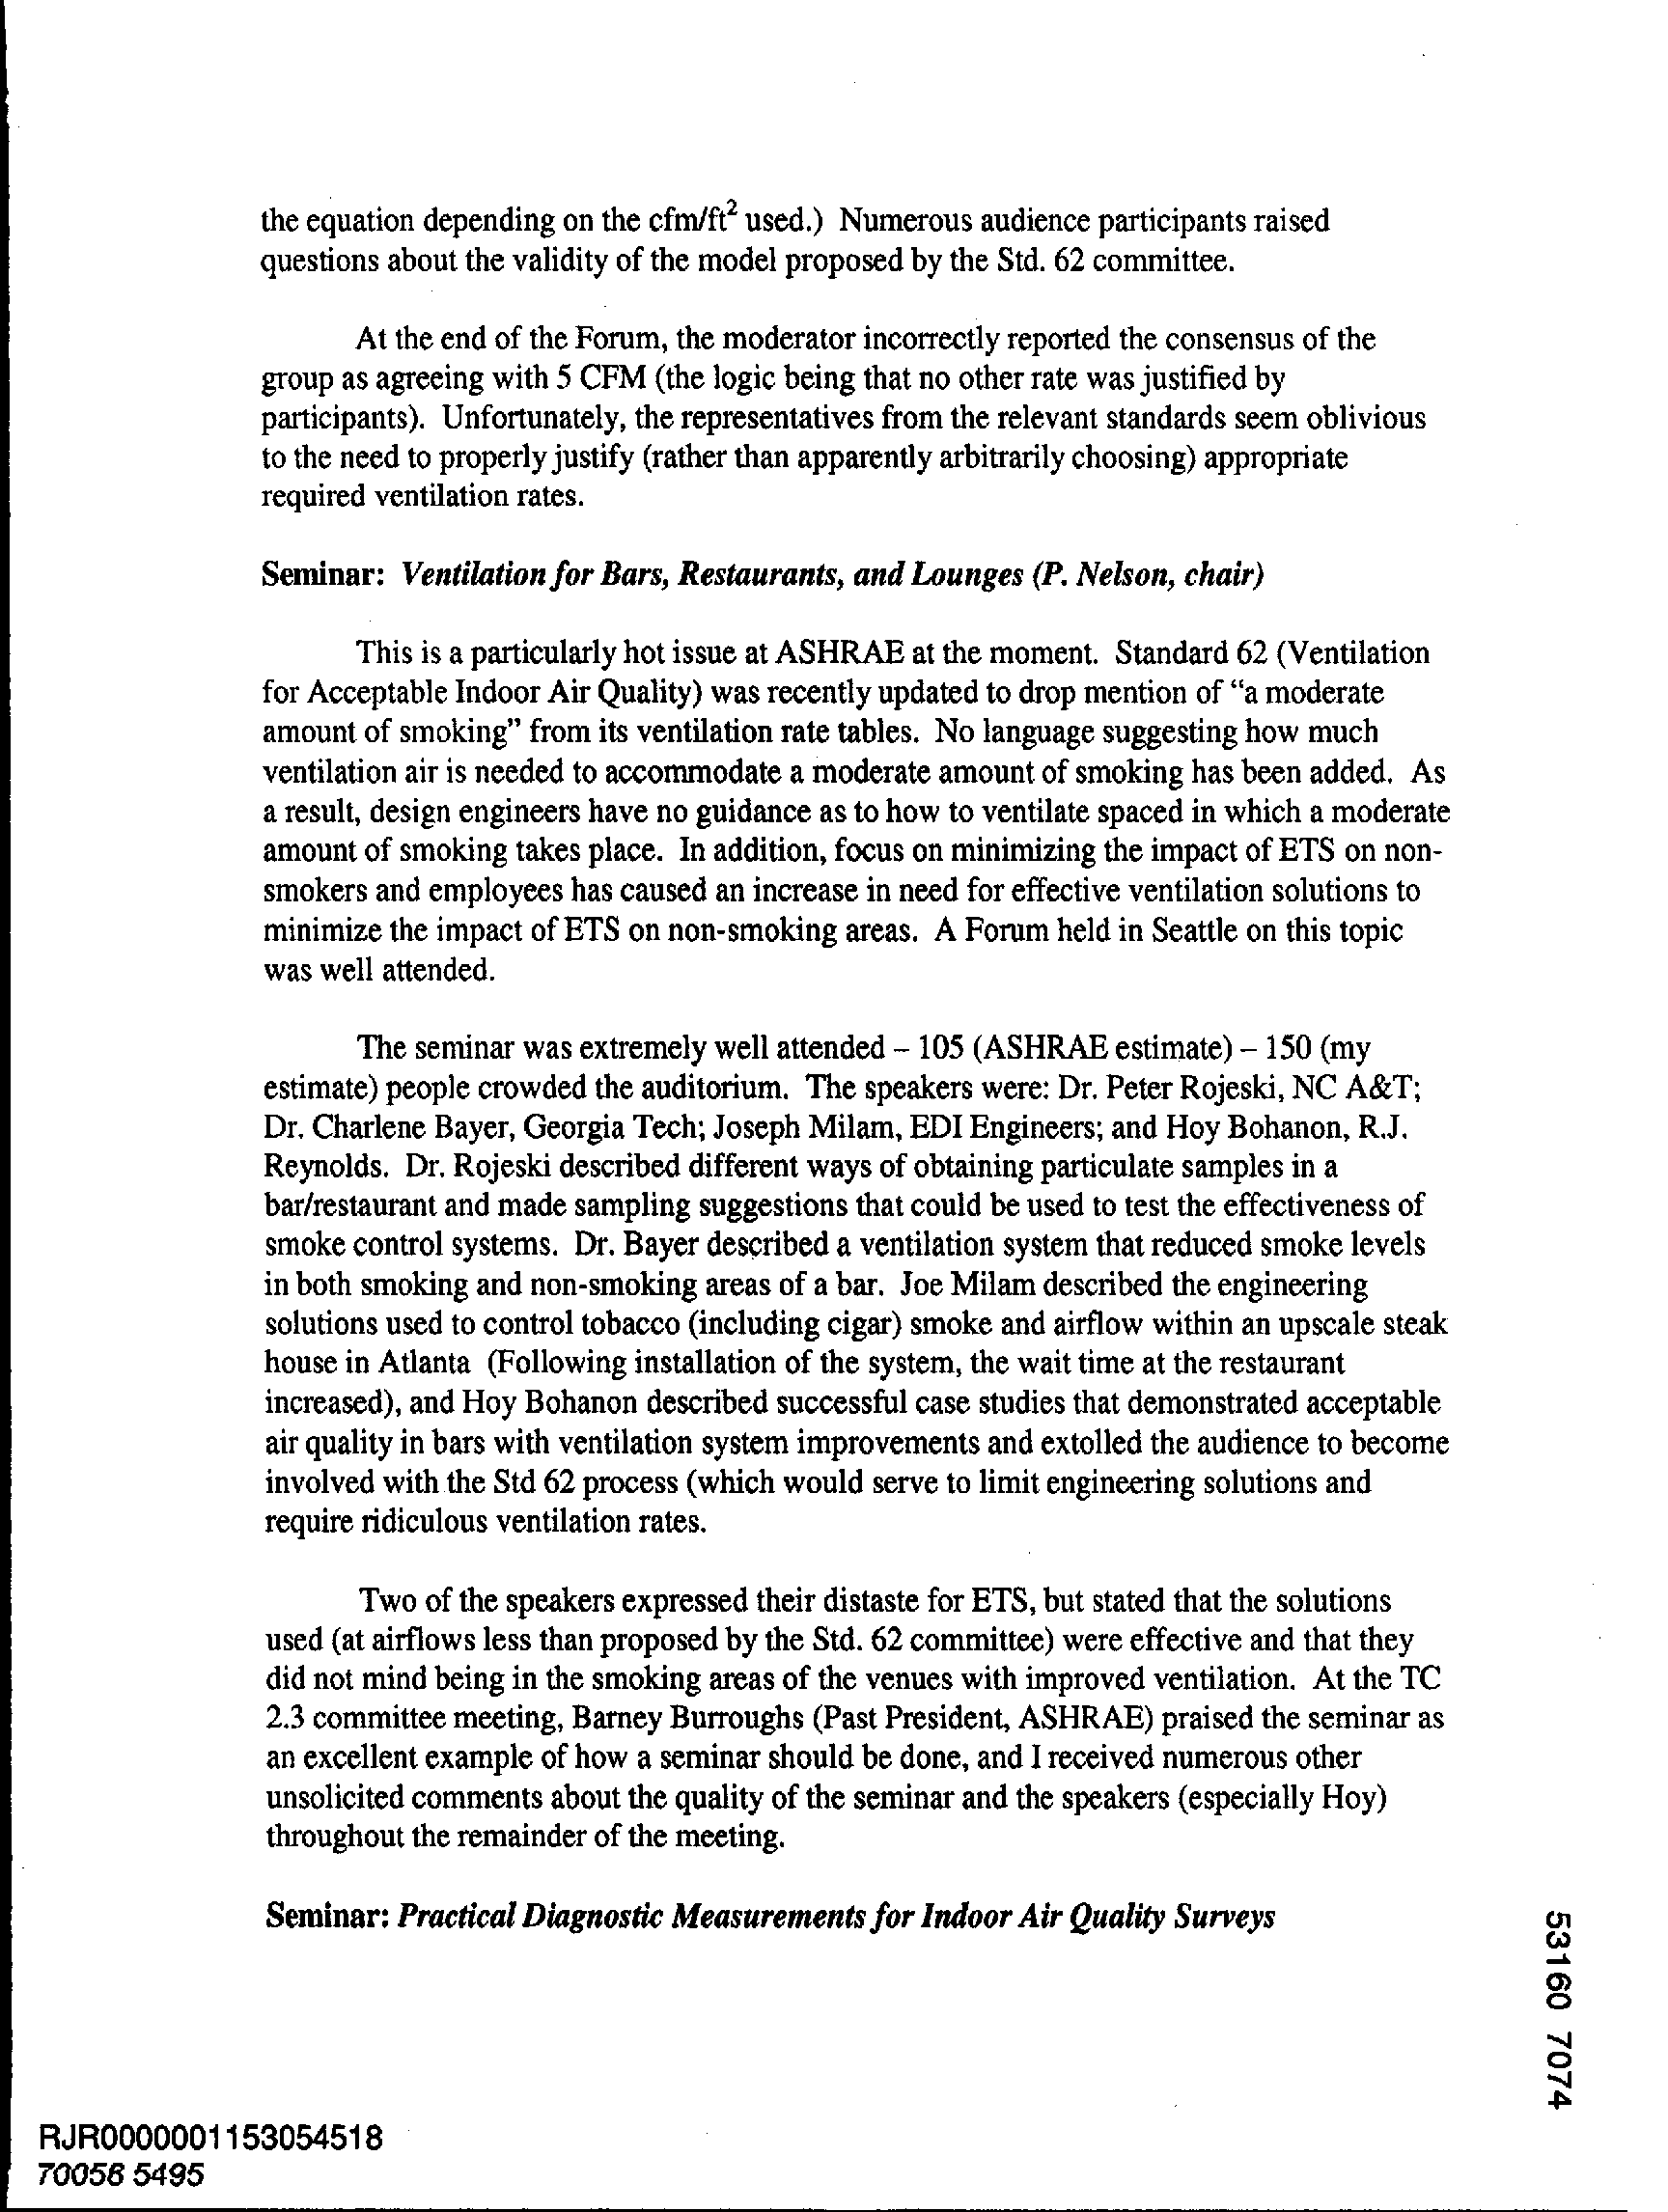 the equation depending on the cfm/ft² used.)  Numerous audience participants raised
questions about the validity of the model proposed by the Std. 62 committee.
At the end of the Forum, the moderator incorrectly reported the consensus of the
group as agreeing with 5 CFM (the logic being that no other rate was justified by
participants).  Unfortunately, the representatives from the relevant standards seem oblivious
to the need to properly justify (rather than apparently arbitrarily choosing) appropriate
required ventilation rates.
Seminar:  Ventilation for Bars, Restaurants, and Lounges (P. Nelson, chair)
This is a particularly hot issue at ASHRAE at the moment.  Standard 62 (Ventilation
for Acceptable Indoor Air Quality) was recently updated to drop mention of “a moderate
amount of smoking” from its ventilation rate tables.  No language suggesting how much
ventilation air is needed to accommodate a moderate amount of smoking has been added.  As
a result, design engineers have no guidance as to how to ventilate spaced in which a moderate
amount of smoking takes place.  In addition, focus on minimizing the impact of ETS on non-
smokers and employees has caused an increase in need for effective ventilation solutions to
minimize the impact of ETS on non-smoking areas.  A Forum held in Seattle on this topic
was well attended.
The seminar was extremely well attended – 105 (ASHRAE estimate) – 150 (my
estimate) people crowded the auditorium.  The speakers were: Dr. Peter Rojeski, NC A&T;
Dr. Charlene Bayer, Georgia Tech; Joseph Milam, EDI Engineers; and Hoy Bohanon, R.J.
Reynolds.  Dr. Rojeski described different ways of obtaining particulate samples in a
bar/restaurant and made sampling suggestions that could be used to test the effectiveness of
smoke control systems.  Dr. Bayer described a ventilation system that reduced smoke levels
in both smoking and non-smoking areas of a bar.  Joe Milam described the engineering
solutions used to control tobacco (including cigar) smoke and airflow within an upscale steak
house in Atlanta  (Following installation of the system, the wait time at the restaurant
increased), and Hoy Bohanon described successful case studies that demonstrated acceptable
air quality in bars with ventilation system improvements and extolled the audience to become
involved with the Std 62 process (which would serve to limit engineering solutions and
require ridiculous ventilation rates.
Two of the speakers expressed their distaste for ETS, but stated that the solutions
used (at airflows less than proposed by the Std. 62 committee) were effective and that they
did not mind being in the smoking areas of the venues with improved ventilation.  At the TC
2.3 committee meeting, Barney Burroughs (Past President, ASHRAE) praised the seminar as
an excellent example of how a seminar should be done, and I received numerous other
unsolicited comments about the quality of the seminar and the speakers (especially Hoy)
throughout the remainder of the meeting.
Seminar: Practical Diagnostic Measurements for Indoor Air Quality Surveys
53160 7074
RJR0000001153054518
70056 5495